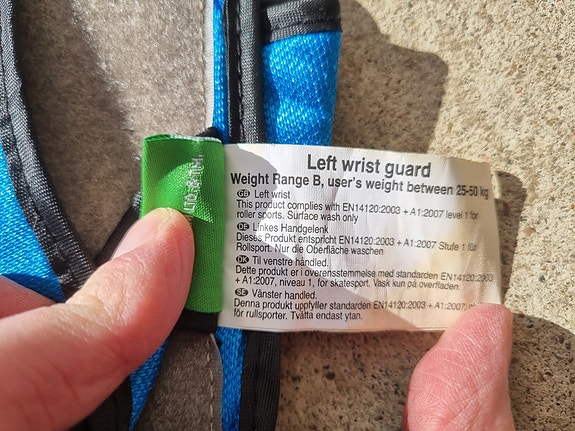 Left wrist guard
Weight Range B, user's weight between 25-50 kg
GB Left wrist
This product complies with EN14120:2003 + A1:2007 level 1 for
roller sports. Surface wash only
DE Linkes Handgelenk
Dieses Produkt entspricht EN14120:2003 + A1:2007 Stufe 1 für
Rollsport. Nur die Oberfläche waschen
DK Til venstre håndled.
Dette produkt er i overensstemmelse med standarden EN14120:2003
+ A1:2007, niveau 1, for skatesport. Vask kun på overfladen.
SE Vänster handled.
Denna produkt uppfyller standarden EN14120:2003 + A1:2007,
för rullsporter. Tvätta endast ytan.